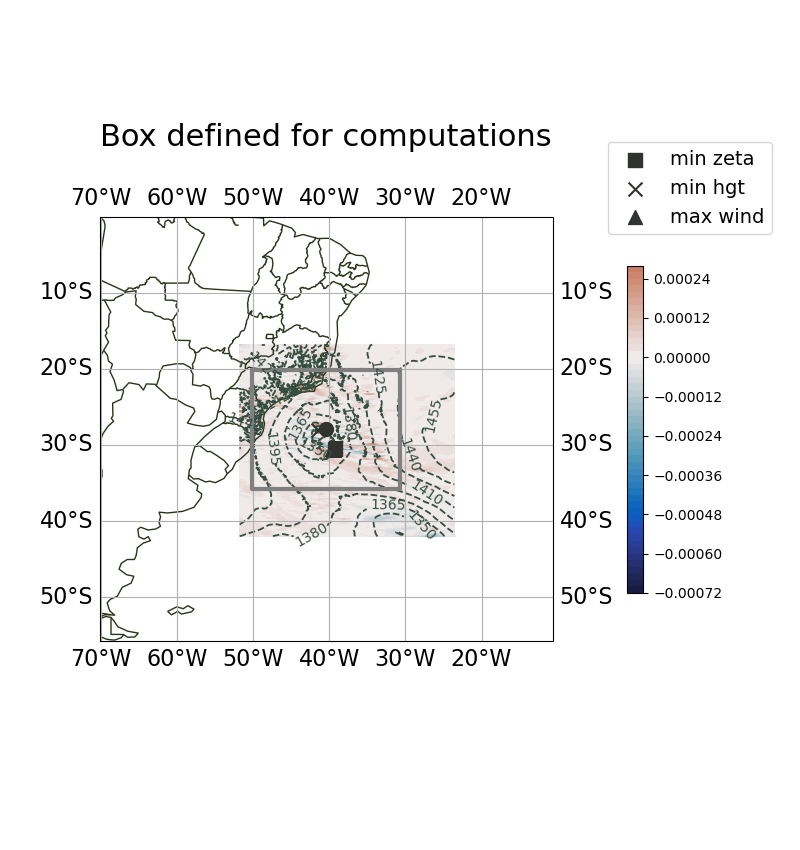 Box defined for computations
min zeta
min hgt
max wind
70°W 60°W 50°W 40°W 30°W 20°W
10°S 10°S
20°S 20°S
30°S 30°S
40°S 40°S
50°S 50°S
70°W 60°W 50°W 40°W 30°W 20°W
1425
1455
1365
1380
1395
1440
1410
1365
1350
1380
0.00024
0.00012
0.00000
−0.00012
−0.00024
−0.00036
−0.00048
−0.00060
−0.00072